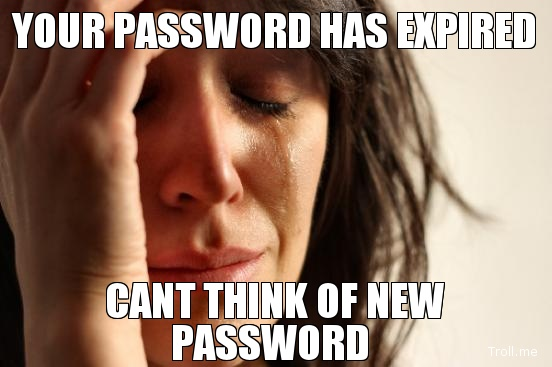 YOUR PASSWORD HAS EXPIRED
CANT THINK OF NEW
PASSWORD
Troll.me